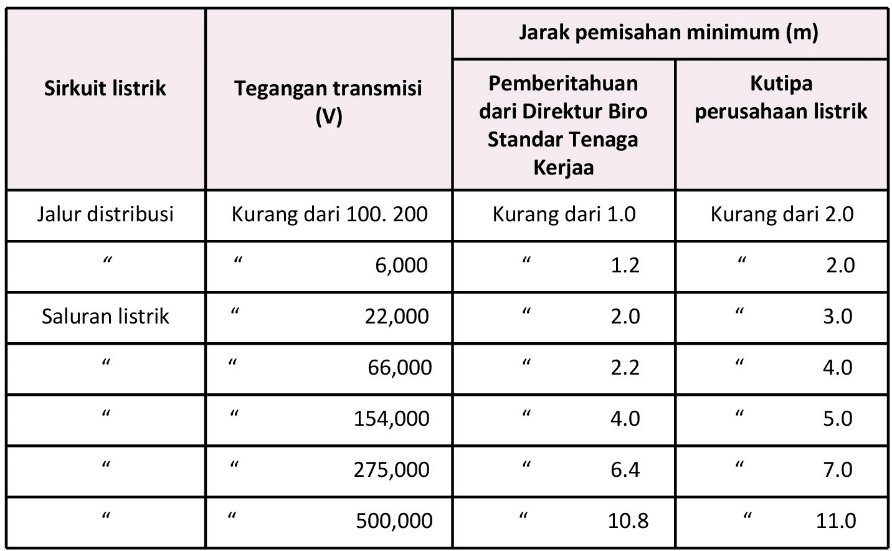 Sirkuit listrik
Tegangan transmisi
(V)
Jarak pemisahan minimum (m)
Pemberitahuan
dari Direktur Biro
Standar Tenaga
Kerjaa
Kutipa
perusahaan listrik
Jalur distribusi Kurang dari 100. 200 Kurang dari 1.0 Kurang dari 2.0
“ “ 6,000 “ 1.2 “ 2.0
Saluran listrik “ 22,000 “ 2.0 “ 3.0
“ “ 66,000 “ 2.2 “ 4.0
“ “ 154,000 “ 4.0 “ 5.0
“ “ 275,000 “ 6.4 “ 7.0
“ “ 500,000 “ 10.8 “ 11.0